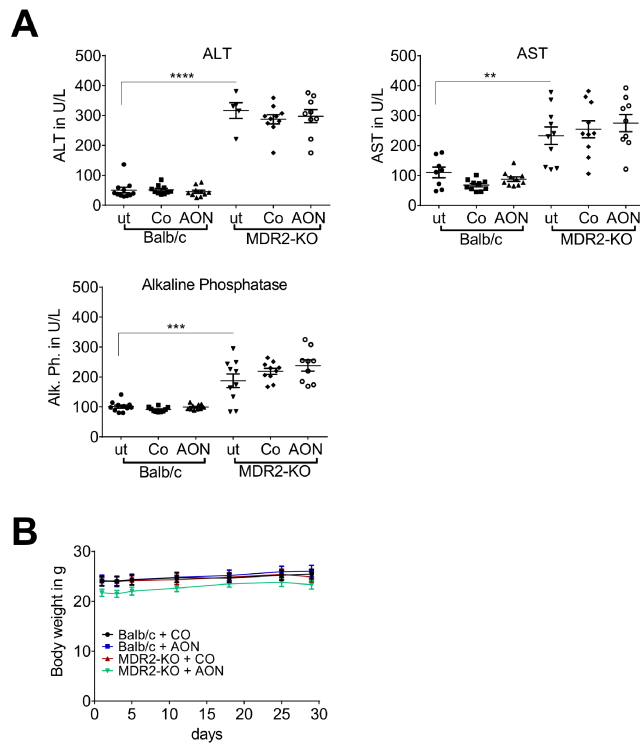 A
ALT
ALT in U/L
500
400
300
200
100
0
****
ut Co AON ut Co AON
Balb/c MDR2-KO
AST
AST in U/L
500
400
300
200
100
0
**
ut Co AON ut Co AON
Balb/c MDR2-KO
Alkaline Phosphatase
Alk. Ph. in U/L
500
400
300
200
100
0
***
ut Co AON ut Co AON
Balb/c MDR2-KO
B
Body weight in g
30
20
10
0
Balb/c + CO
Balb/c + AON
MDR2-KO + CO
MDR2-KO + AON
0 5 10 15 20 25 30
days